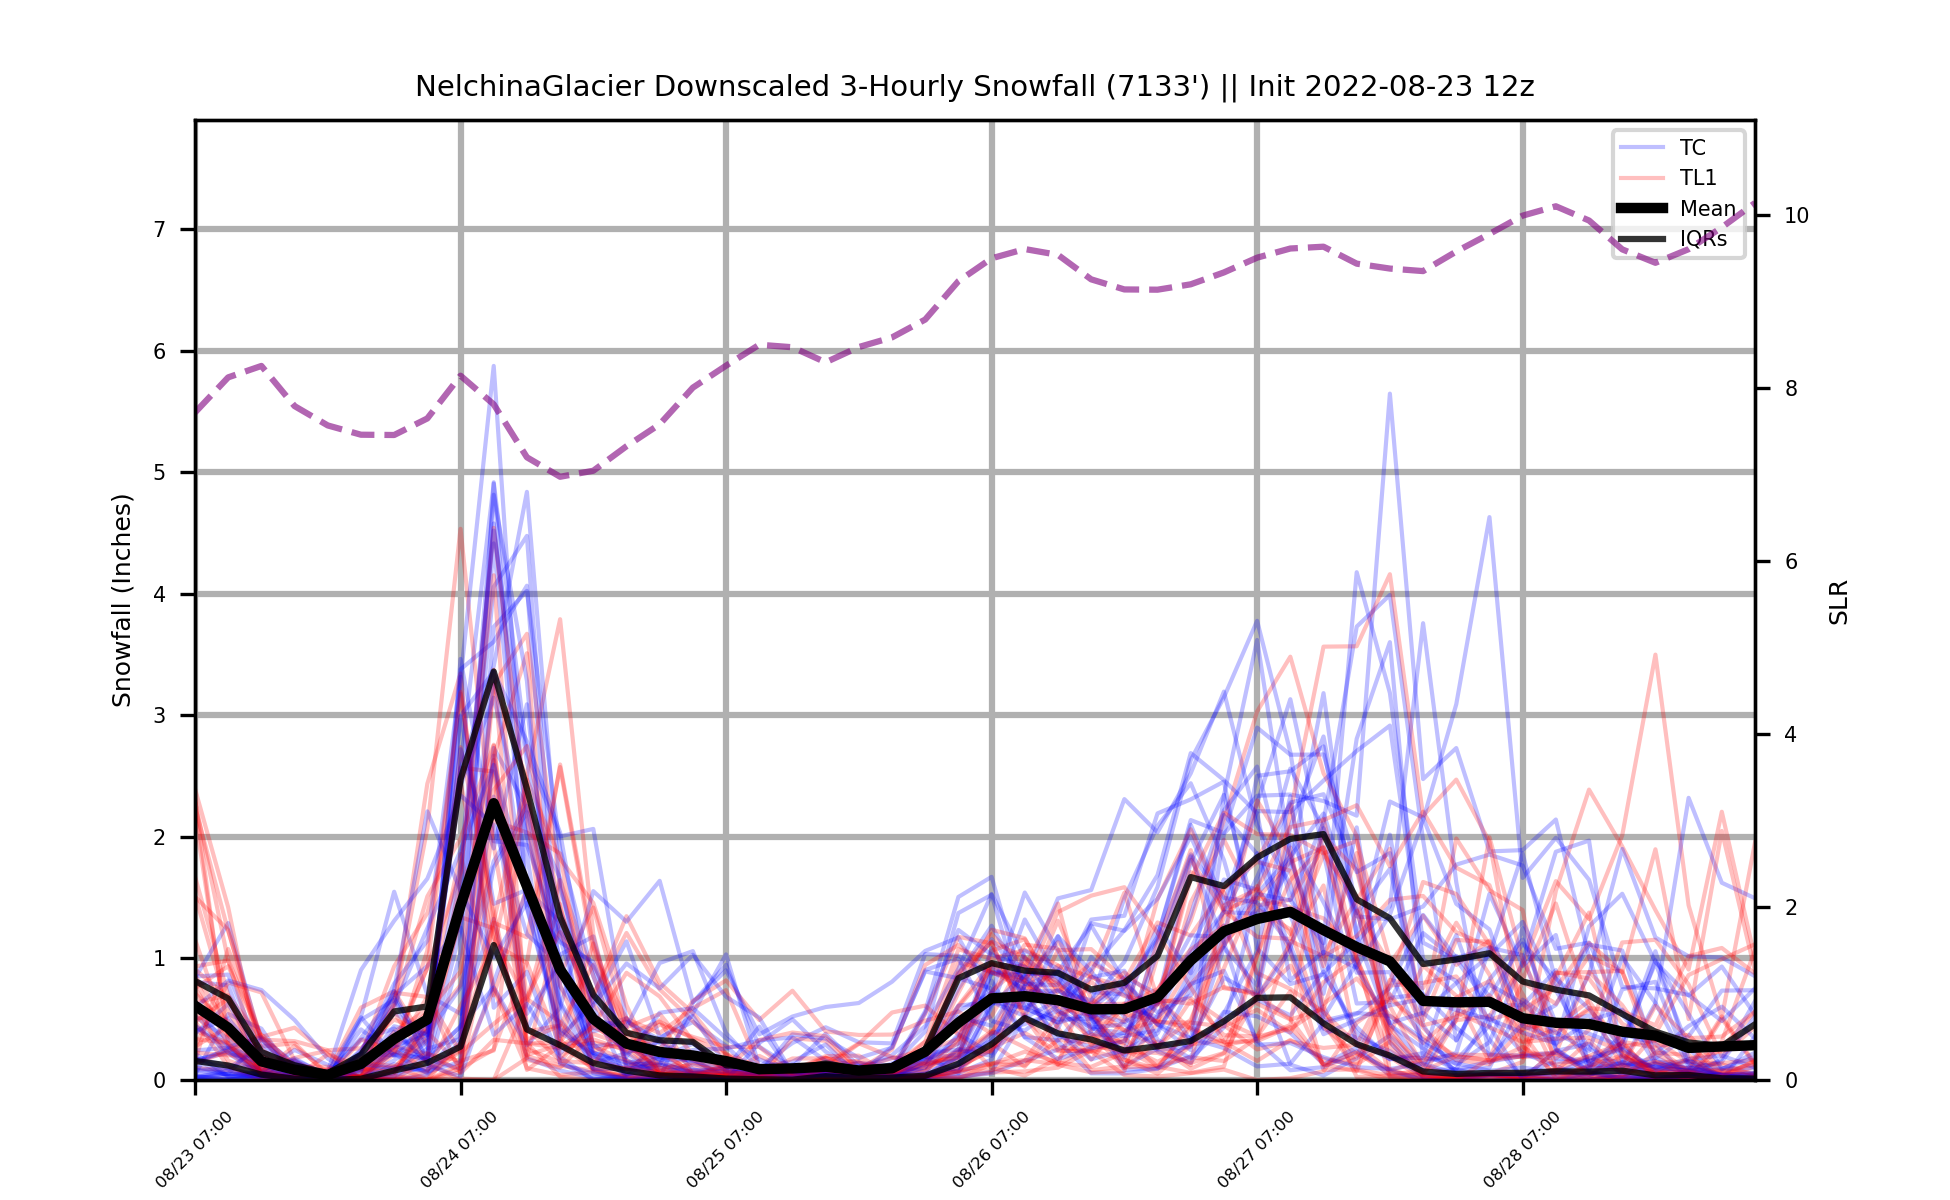 NelchinaGlacier Downscaled 3-Hourly Snowfall (7133') || Init 2022-08-23 12z
TC
TL1
Mean
IQRs
Snowfall (Inches)
7
6
5
4
3
2
1
0
10
8
6
4
2
0
SLR
08/23 07:00
08/24 07:00
08/25 07:00
08/26 07:00
08/27 07:00
08/28 07:00